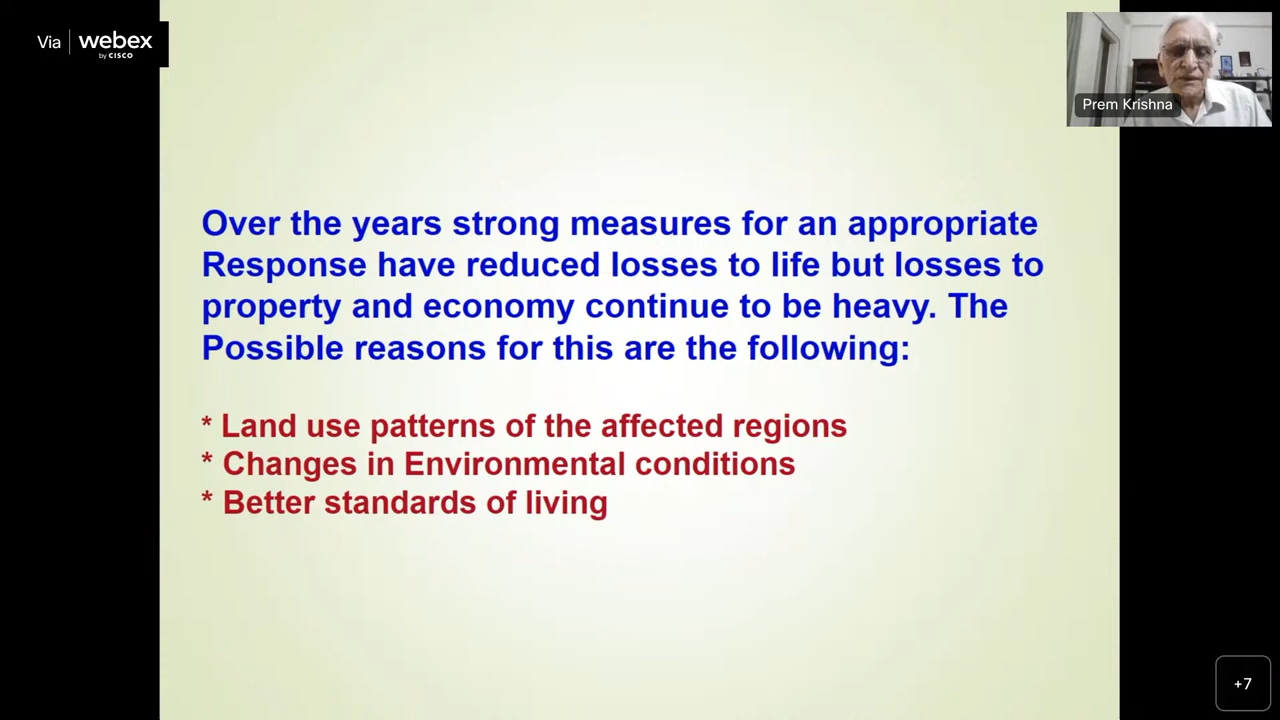 Via webex
by CISCO
Prem Krishna
Over the years strong measures for an appropriate
Response have reduced losses to life but losses to
property and economy continue to be heavy. The
Possible reasons for this are the following:
* Land use patterns of the affected regions
* Changes in Environmental conditions
* Better standards of living
+7